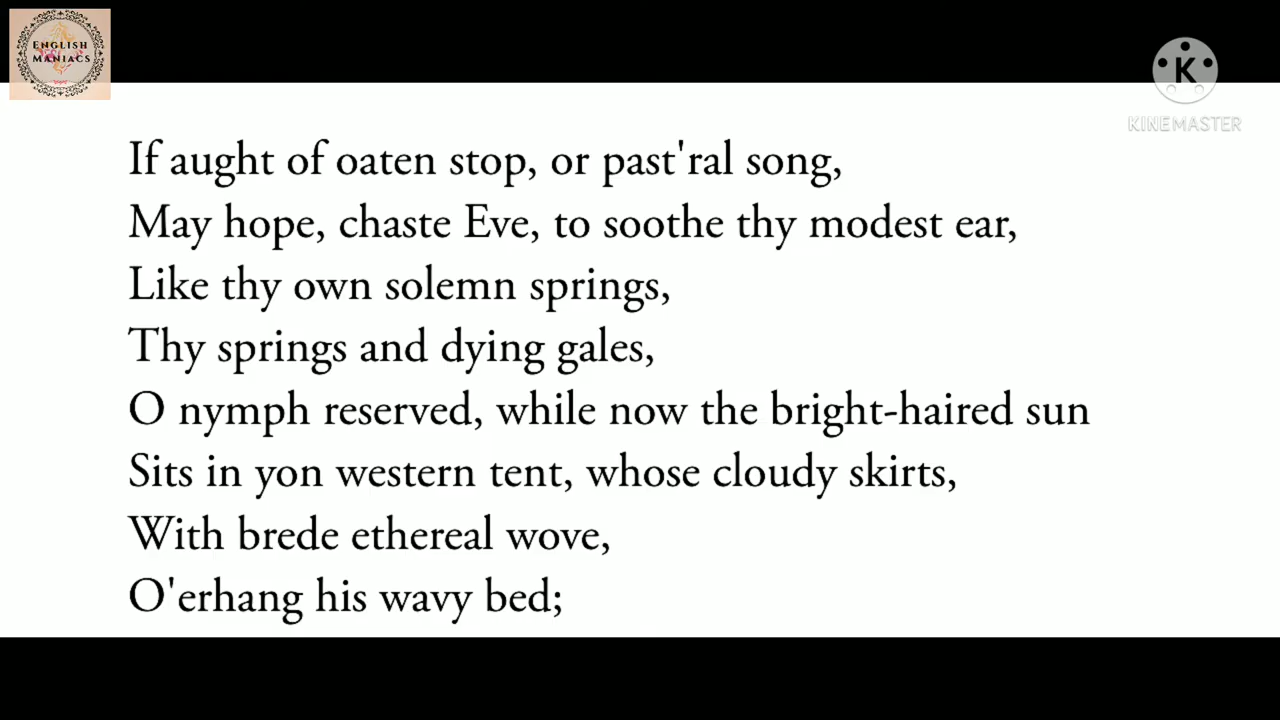 ENGLISH
MANIACS
K
KINEMASTER
If aught of oaten stop, or past'ral song,
May hope, chaste Eve, to soothe thy modest ear,
Like thy own solemn springs,
Thy springs and dying gales,
O nymph reserved, while now the bright-haired sun
Sits in yon western tent, whose cloudy skirts,
With brede ethereal wove,
O'erhang his wavy bed;